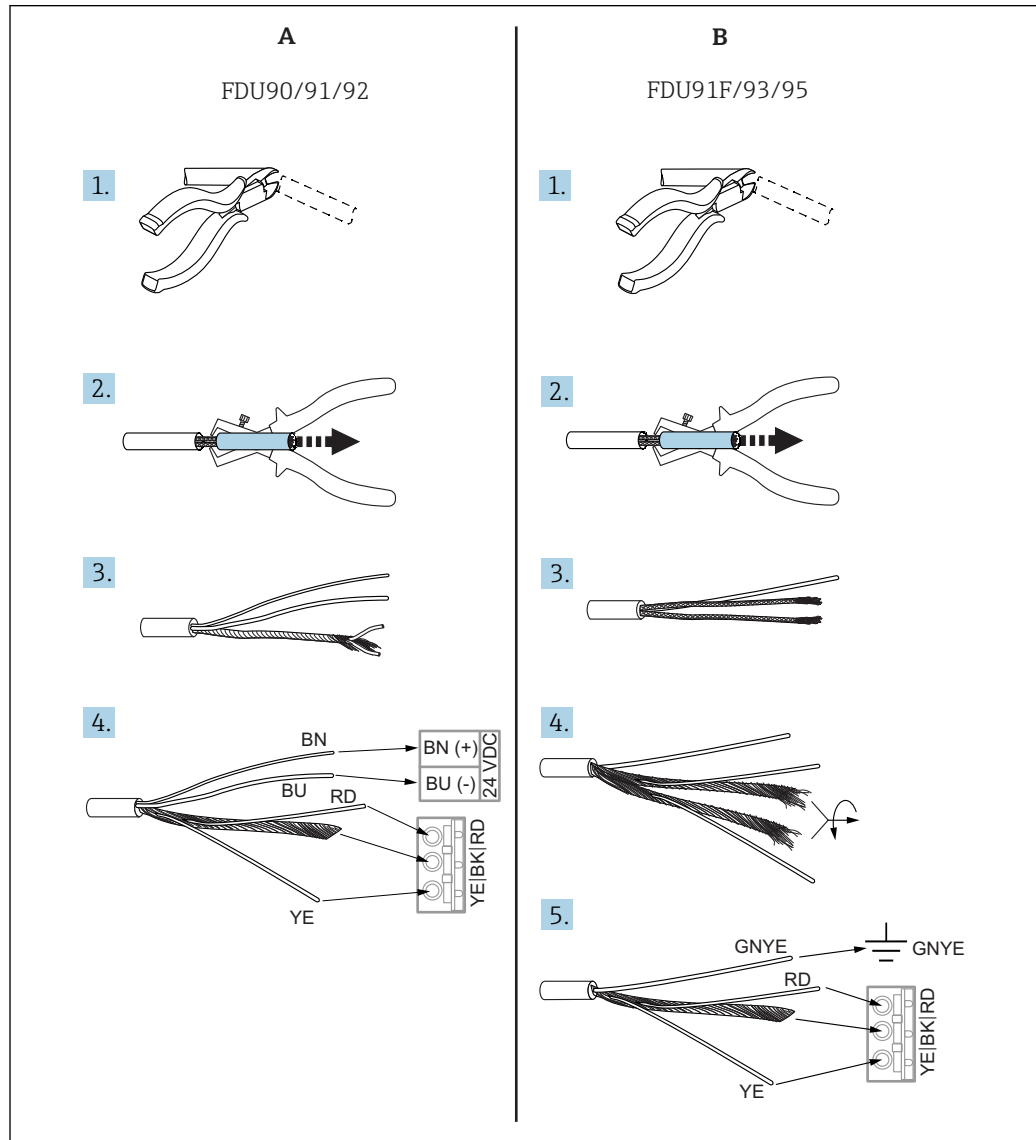 A
FDU90/91/92
1.
2.
3.
4.
BN
BU
RD
YE
BN (+)
BU (-)
24 VDC
YE|BK|RD
B
FDU91F/93/95
1.
2.
3.
4.
5.
GNYE
GNYE
RD
YE
YE|BK|RD